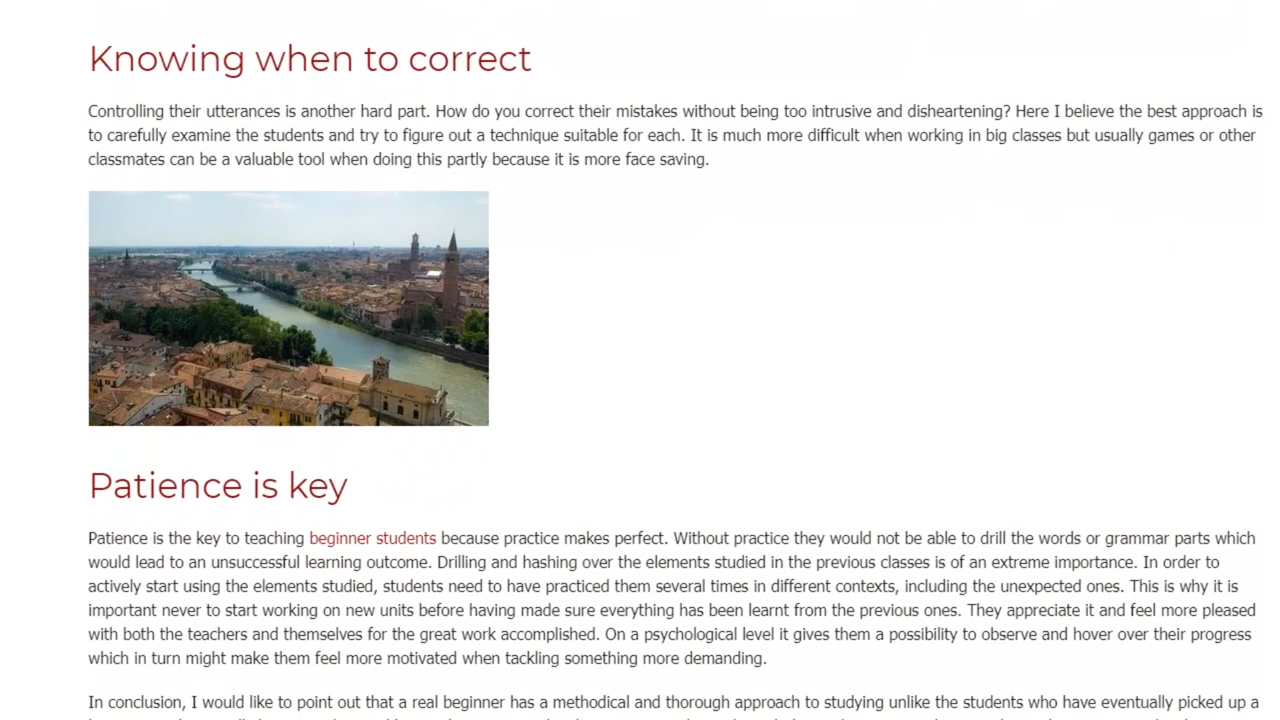 Knowing when to correct
Controlling their utterances is another hard part. How do you correct their mistakes without being too intrusive and disheartening? Here I believe the best approach is
to carefully examine the students and try to figure out a technique suitable for each. It is much more difficult when working in big classes but usually games or other
classmates can be a valuable tool when doing this partly because it is more face saving.
Patience is key
Patience is the key to teaching beginner students because practice makes perfect. Without practice they would not be able to drill the words or grammar parts which
would lead to an unsuccessful learning outcome. Drilling and hashing over the elements studied in the previous classes is of an extreme importance. In order to
actively start using the elements studied, students need to have practiced them several times in different contexts, including the unexpected ones. This is why it is
important never to start working on new units before having made sure everything has been learnt from the previous ones. They appreciate it and feel more pleased
with both the teachers and themselves for the great work accomplished. On a psychological level it gives them a possibility to observe and hover over their progress
which in turn might make them feel more motivated when tackling something more demanding.
In conclusion, I would like to point out that a real beginner has a methodical and thorough approach to studying unlike the students who have eventually picked up a